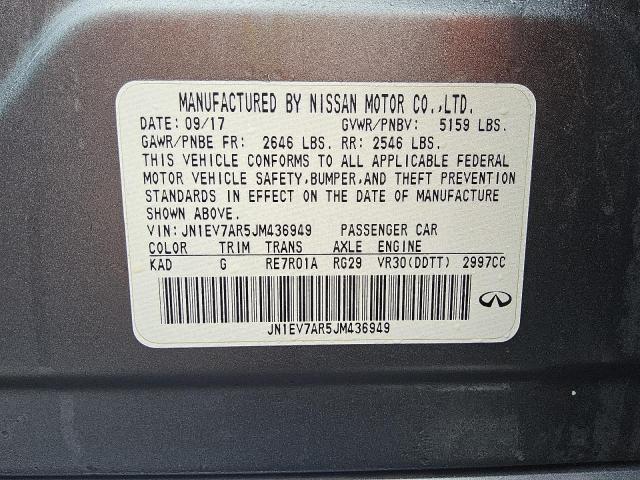 MANUFACTURED BY NISSAN MOTOR CO.,LTD.
DATE: 09/17 GVWR/PNBV: 5159 LBS.
GAWR/PNBE FR: 2646 LBS. RR: 2546 LBS.
THIS VEHICLE CONFORMS TO ALL APPLICABLE FEDERAL
MOTOR VEHICLE SAFETY,BUMPER,AND THEFT PREVENTION
STANDARDS IN EFFECT ON THE DATE OF MANUFACTURE
SHOWN ABOVE.
VIN: JN1EV7AR5JM436949 PASSENGER CAR
COLOR TRIM TRANS AXLE ENGINE
KAD G RE7R01A RG29 VR30(DDTT) 2997CC
JN1EV7AR5JM436949